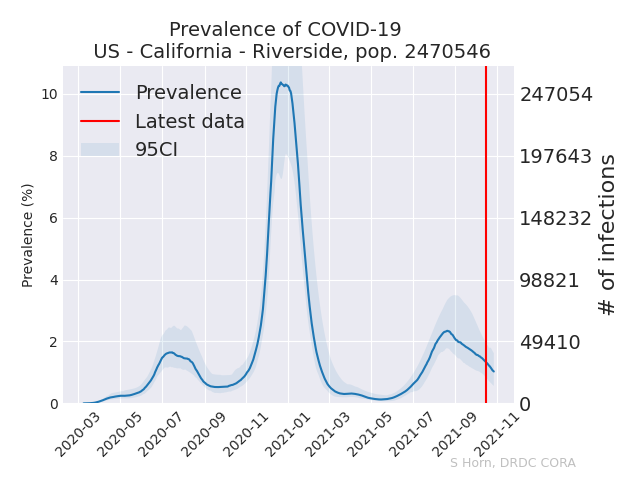 Prevalence of COVID-19
US - California - Riverside, pop. 2470546
Prevalence
Latest data
95CI
Prevalence (%)
10
8
6
4
2
0
247054
197643
148232
98821
49410
0
# of infections
2020-03
2020-05
2020-07
2020-09
2020-11
2021-01
2021-03
2021-05
2021-07
2021-09
2021-11
S Horn, DRDC CORA